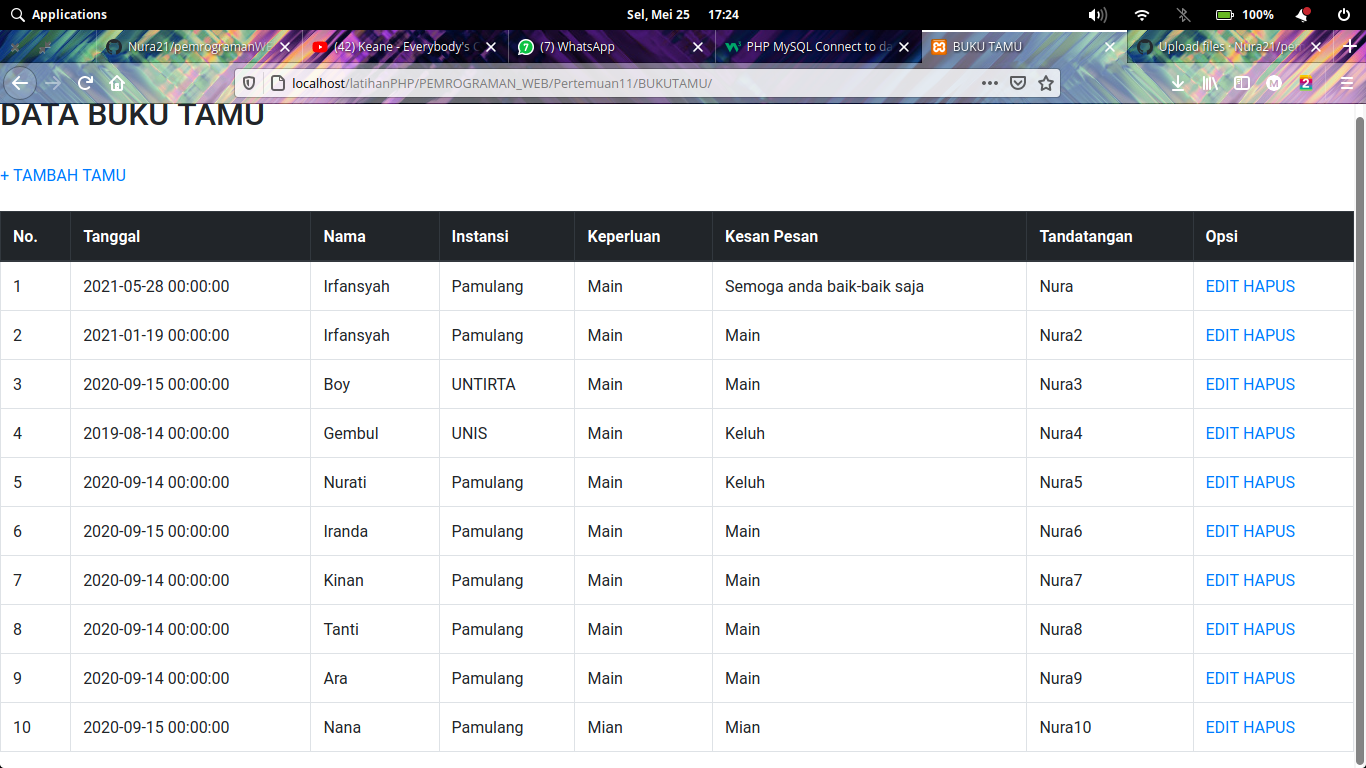 Applications Sel, Mei 25 17:24 100%
Nura21/pemrogramanWE (42) Keane - Everybody's C (7) WhatsApp PHP MySQL Connect to da BUKU TAMU Upload files · Nura21/per
localhost/latihanPHP/PEMROGRAMAN_WEB/Pertemuan11/BUKUTAMU/ M 2
DATA BUKU TAMU
+ TAMBAH TAMU
No. Tanggal Nama Instansi Keperluan Kesan Pesan Tandatangan Opsi
1 2021-05-28 00:00:00 Irfansyah Pamulang Main Semoga anda baik-baik saja Nura EDIT HAPUS
2 2021-01-19 00:00:00 Irfansyah Pamulang Main Main Nura2 EDIT HAPUS
3 2020-09-15 00:00:00 Boy UNTIRTA Main Main Nura3 EDIT HAPUS
4 2019-08-14 00:00:00 Gembul UNIS Main Keluh Nura4 EDIT HAPUS
5 2020-09-14 00:00:00 Nurati Pamulang Main Keluh Nura5 EDIT HAPUS
6 2020-09-15 00:00:00 Iranda Pamulang Main Main Nura6 EDIT HAPUS
7 2020-09-14 00:00:00 Kinan Pamulang Main Main Nura7 EDIT HAPUS
8 2020-09-14 00:00:00 Tanti Pamulang Main Main Nura8 EDIT HAPUS
9 2020-09-14 00:00:00 Ara Pamulang Main Main Nura9 EDIT HAPUS
10 2020-09-15 00:00:00 Nana Pamulang Mian Mian Nura10 EDIT HAPUS